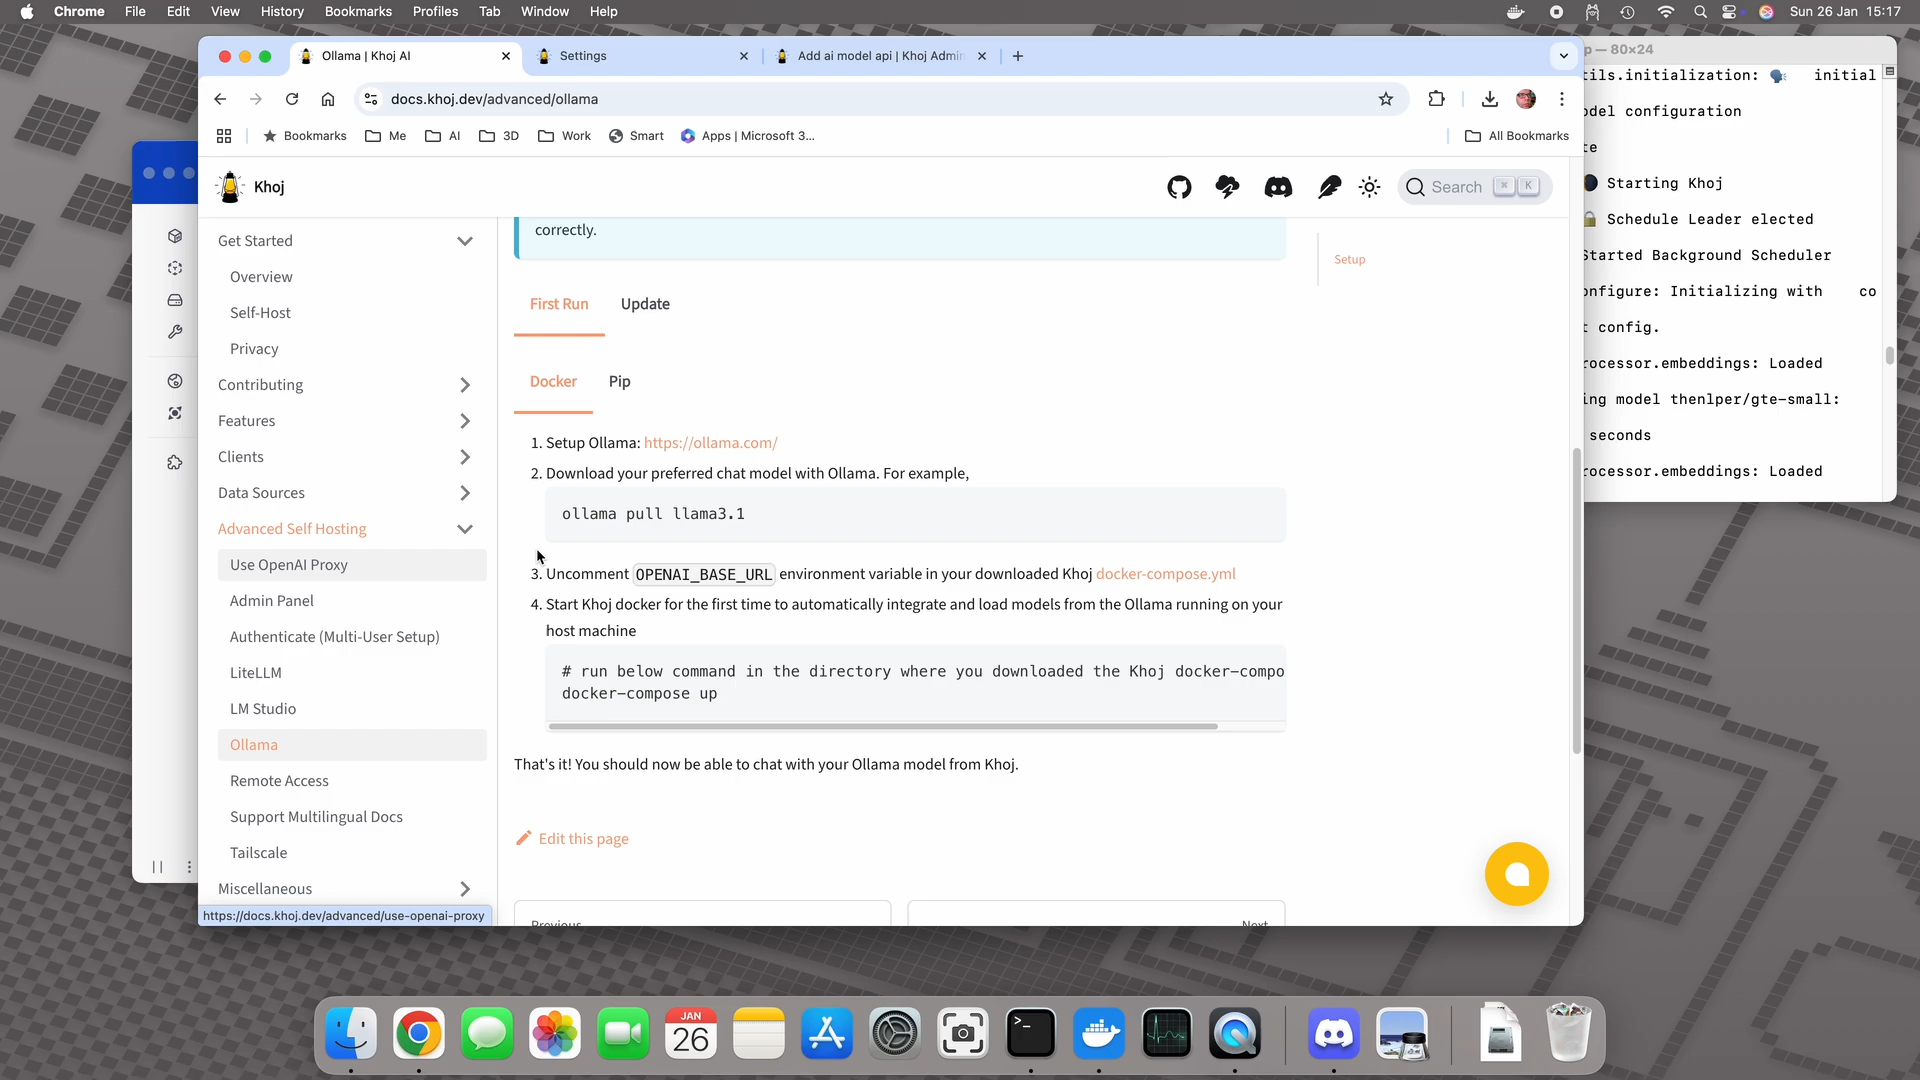 Chrome File Edit View History Bookmarks Profiles Tab Window Help
Sun 26 Jan 15:17
Ollama | Khoj AI
Settings
Add ai model api | Khoj Admin
docs.khoj.dev/advanced/ollama
Bookmarks
Me
AI
3D
Work
Smart
Apps | Microsoft 3...
All Bookmarks
Khoj
Search ⌘ K
Get Started
Overview
Self-Host
Privacy
Contributing
Features
Clients
Data Sources
Advanced Self Hosting
Use OpenAI Proxy
Admin Panel
Authenticate (Multi-User Setup)
LiteLLM
LM Studio
Ollama
Remote Access
Support Multilingual Docs
Tailscale
Miscellaneous
https://docs.khoj.dev/advanced/use-openai-proxy
correctly.
First Run
Update
Docker
Pip
1. Setup Ollama: https://ollama.com/
2. Download your preferred chat model with Ollama. For example,
ollama pull llama3.1
3. Uncomment OPENAI_BASE_URL environment variable in your downloaded Khoj docker-compose.yml
4. Start Khoj docker for the first time to automatically integrate and load models from the Ollama running on your
host machine
# run below command in the directory where you downloaded the Khoj docker-compo
docker-compose up
That's it! You should now be able to chat with your Ollama model from Khoj.
Edit this page
Previous
Next
Setup
p — 80×24
tils.initialization: 🗣️ initial
odel configuration
te
🌒 Starting Khoj
🔒 Schedule Leader elected
Started Background Scheduler
onfigure: Initializing with co
t config.
rocessor.embeddings: Loaded
ing model thenlper/gte-small:
seconds
rocessor.embeddings: Loaded
JAN
26